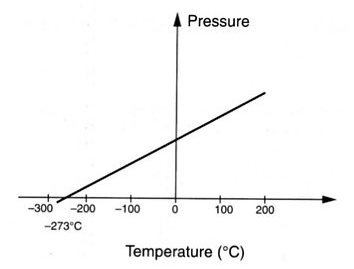 Pressure
–300 –200 –100 0 100 200
–273°C
Temperature (°C)